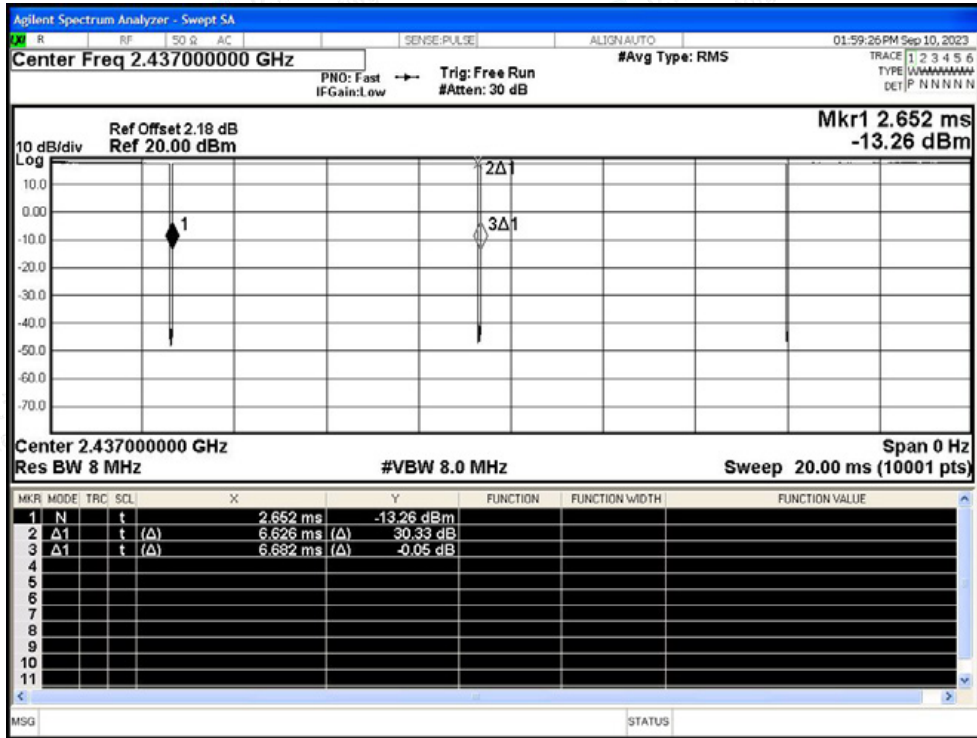 Agilent Spectrum Analyzer - Swept SA
LXI R RF 50 Ω AC SENSE:PULSE ALIGNAUTO 01:59:26PM Sep 10, 2023
Center Freq 2.437000000 GHz #Avg Type: RMS TRACE 1 2 3 4 5 6
PNO: Fast Trig: Free Run TYPE
IFGain:Low #Atten: 30 dB DET P N N N N N
Mkr1 2.652 ms
Ref Offset 2.18 dB
10 dB/div Ref 20.00 dBm -13.26 dBm
Log
2Δ1
10.0
0.00
1 3Δ1
-10.0
-20.0
-30.0
-40.0
-50.0
-60.0
-70.0
Center 2.437000000 GHz Span 0 Hz
Res BW 8 MHz #VBW 8.0 MHz Sweep 20.00 ms (10001 pts)
MKR MODE TRC SCL X Y FUNCTION FUNCTION WIDTH FUNCTION VALUE
1 N t 2.652 ms -13.26 dBm
2 Δ1 t (Δ) 6.626 ms (Δ) 30.33 dB
3 Δ1 t (Δ) 6.682 ms (Δ) -0.05 dB
4
5
6
7
8
9
10
11
MSG STATUS